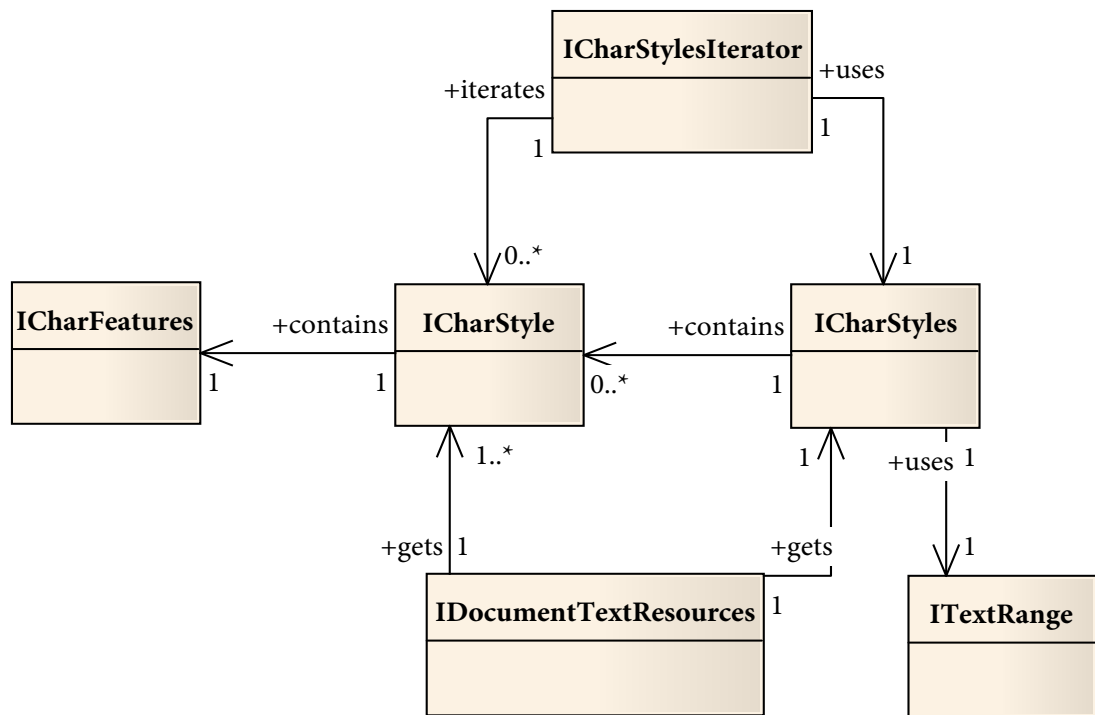 ICharStylesIterator
+uses
+iterates
1
1
0..*
1
ICharFeatures
+contains
ICharStyle
+contains
ICharStyles
1
1
0..*
1
1..*
1
+uses
1
+gets
1
+gets
1
IDocumentTextResources
1
ITextRange